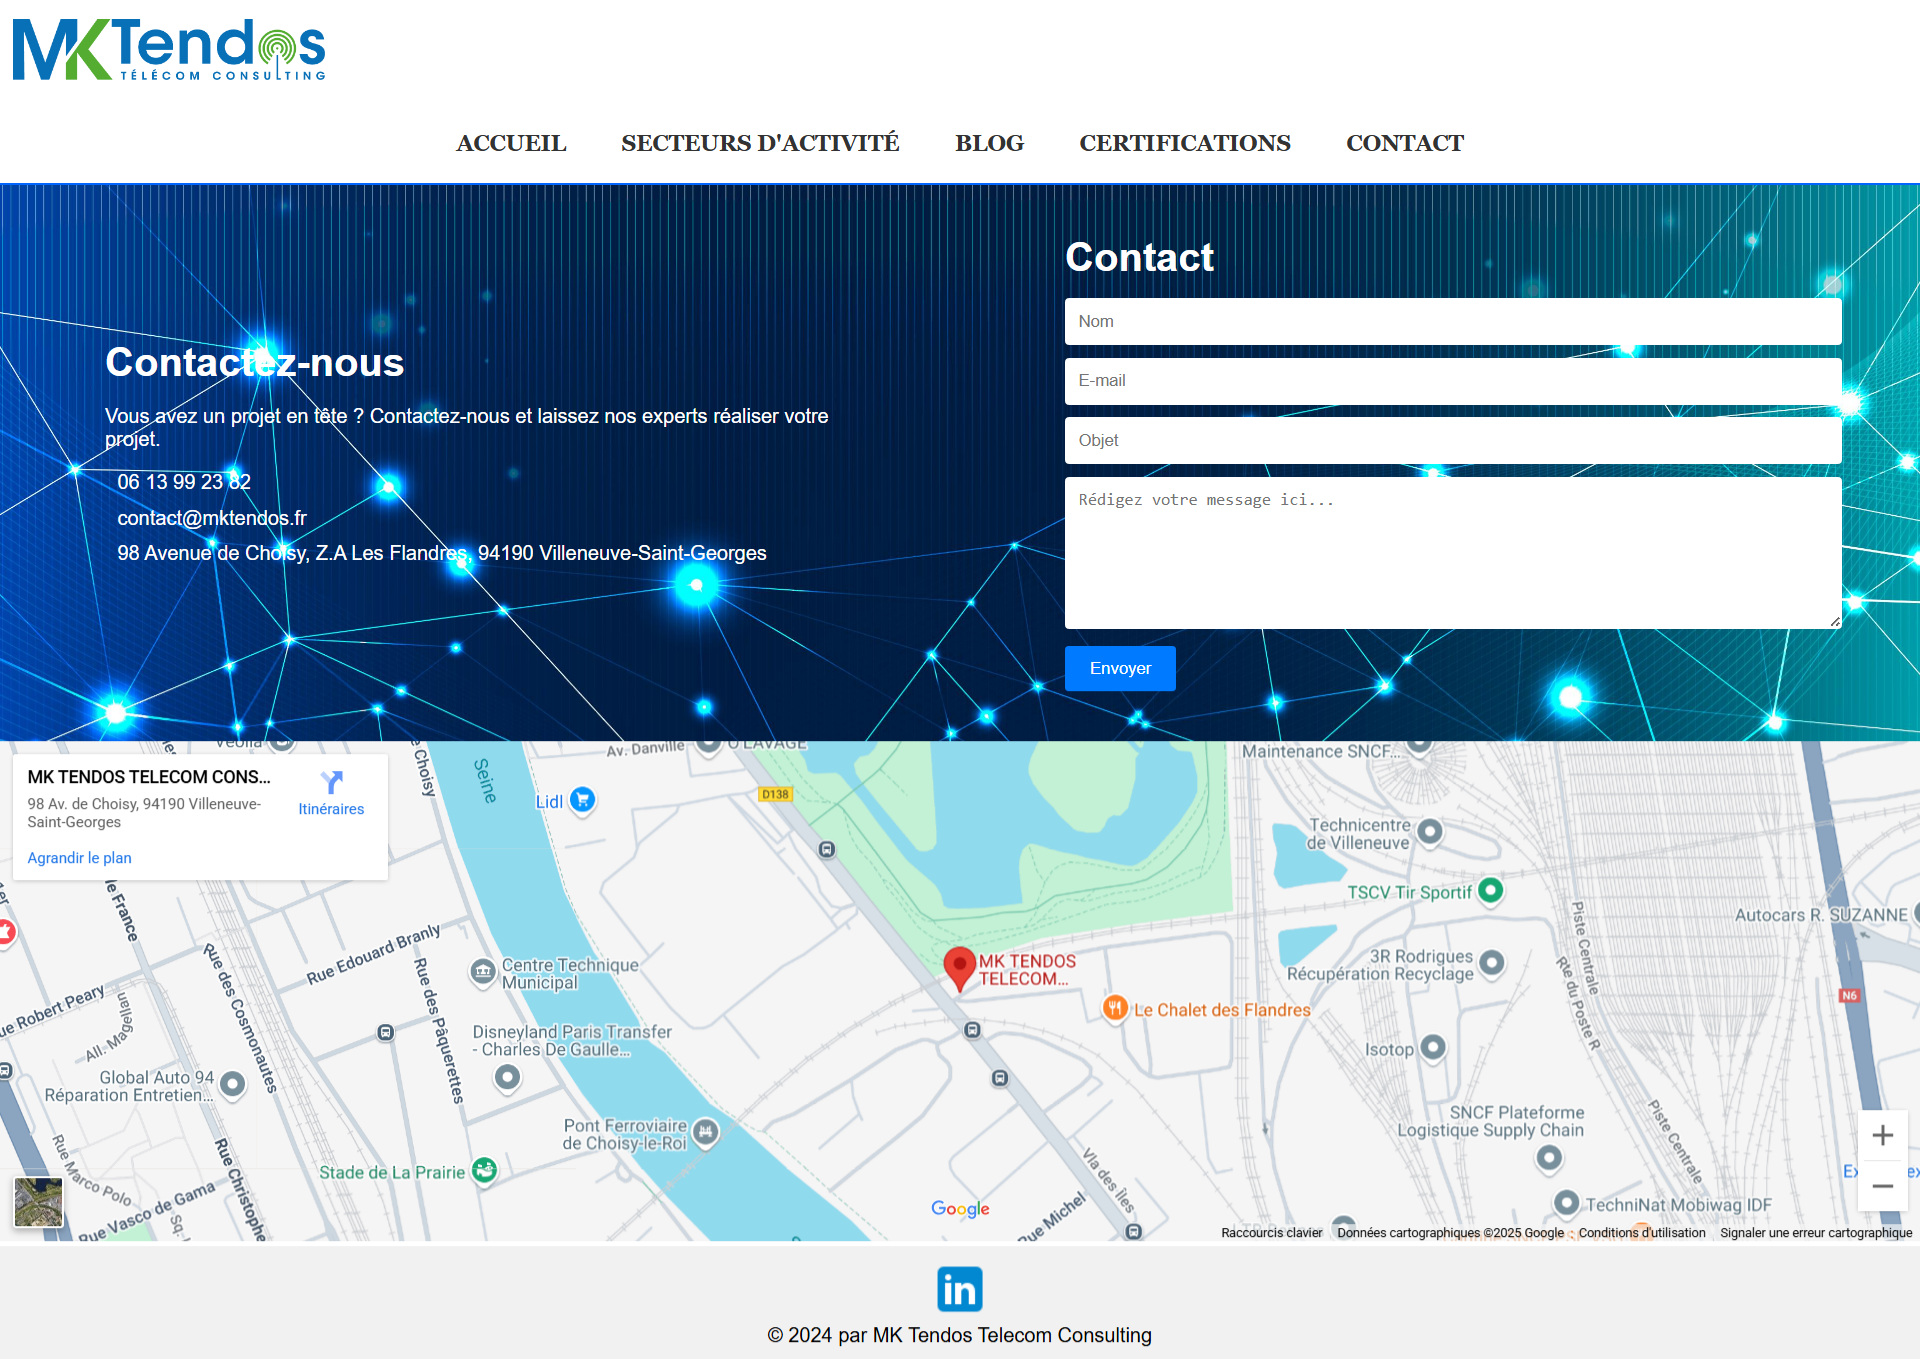 MKTendos
TÉLÉCOM CONSULTING
ACCUEIL
SECTEURS D'ACTIVITÉ
BLOG
CERTIFICATIONS
CONTACT
Contactez-nous
Vous avez un projet en tête ? Contactez-nous et laissez nos experts réaliser votre
projet.
06 13 99 23 82
contact@mktendos.fr
98 Avenue de Choisy, Z.A Les Flandres, 94190 Villeneuve-Saint-Georges
Contact
Nom
E-mail
Objet
Rédigez votre message ici...
Envoyer
MK TENDOS TELECOM CONS...
98 Av. de Choisy, 94190 Villeneuve-
Saint-Georges
Itinéraires
Agrandir le plan
Veolia
Choisy
Seine
Av. Danville
O'LAVAGE
Lidl
D138
Maintenance SNCF...
Technicentre
de Villeneuve
TSCV Tir Sportif
Autocars R. SUZANNE
Piste Centrale
Rte du Poste R
3R Rodrigues
Récupération Recyclage
N6
MK TENDOS
TELECOM...
Le Chalet des Flandres
Isotop
de France
Rue Edouard Branly
Rue des Cosmonautes
Rue des Pâquerettes
Centre Technique
Municipal
Robert Peary
All. Magellan
Disneyland Paris Transfer
- Charles De Gaulle...
Global Auto 94
Réparation Entretien...
Pont Ferroviaire
de Choisy-le-Roi
Stade de La Prairie
Rue Marco Polo
Rue Vasco de Gama
Rue Christophe
Sq.
SNCF Plateforme
Logistique Supply Chain
Piste Centrale
TechniNat Mobiwag IDF
Vla des Îles
Rue Michel
Google
Raccourcis clavier
Données cartographiques ©2025 Google
Conditions d'utilisation
Signaler une erreur cartographique
in
© 2024 par MK Tendos Telecom Consulting